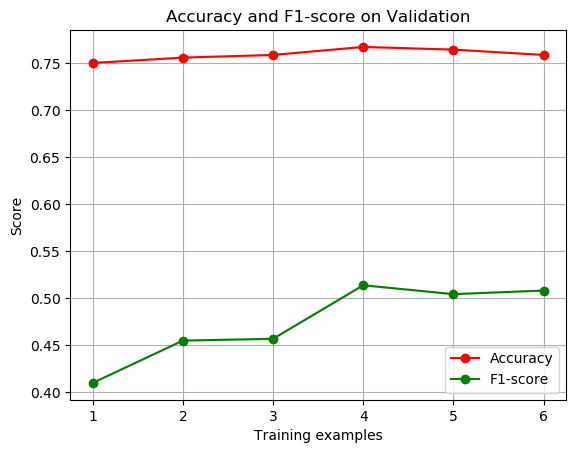 Accuracy and F1-score on Validation
0.75
0.70
0.65
0.60
0.55
0.50
0.45
0.40
Score
Accuracy
F1-score
1 2 3 4 5 6
Training examples